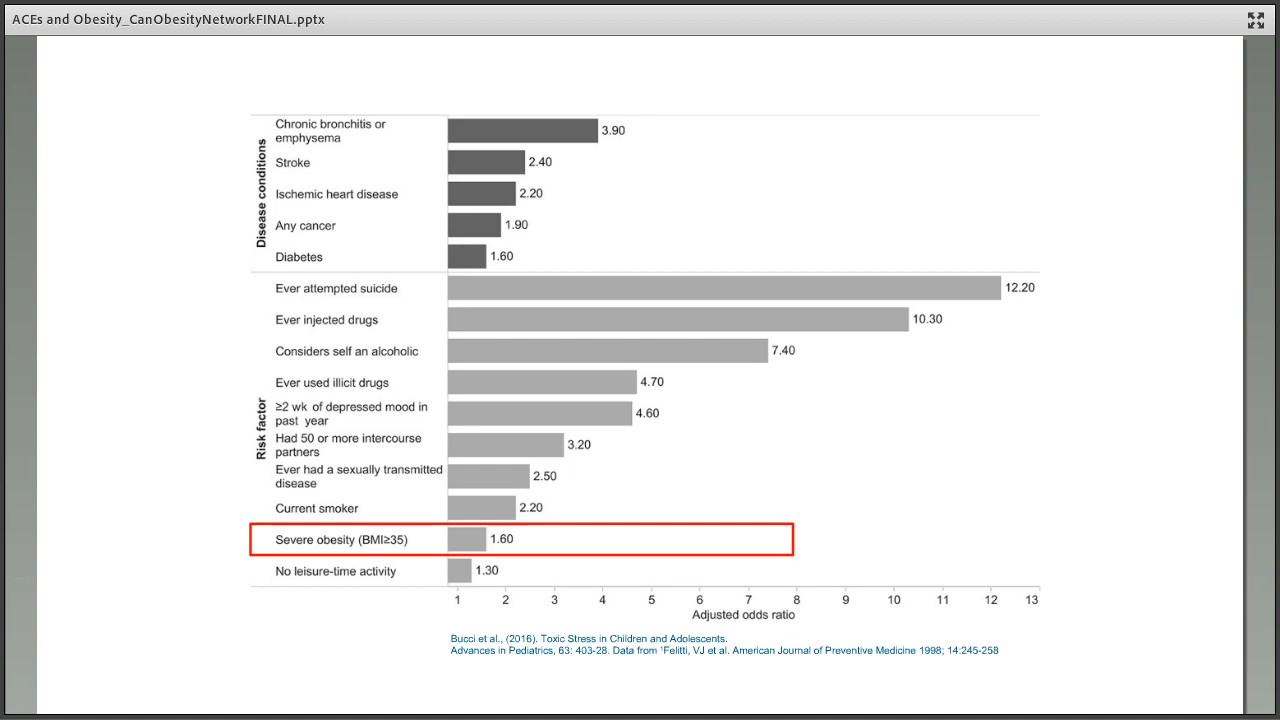 ACEs and Obesity_CanObesityNetworkFINAL.pptx
Disease conditions
Chronic bronchitis or
emphysema
3.90
Stroke
2.40
Ischemic heart disease
2.20
Any cancer
1.90
Diabetes
1.60
Risk factor
Ever attempted suicide
12.20
Ever injected drugs
10.30
Considers self an alcoholic
7.40
Ever used illicit drugs
4.70
≥2 wk of depressed mood in
past year
4.60
Had 50 or more intercourse
partners
3.20
Ever had a sexually transmitted
disease
2.50
Current smoker
2.20
Severe obesity (BMI≥35)
1.60
No leisure-time activity
1.30
1 2 3 4 5 6 7 8 9 10 11 12 13
Adjusted odds ratio
Bucci et al., (2016). Toxic Stress in Children and Adolescents.
Advances in Pediatrics, 63: 403-28. Data from ¹Felitti, VJ et al. American Journal of Preventive Medicine 1998; 14:245-258